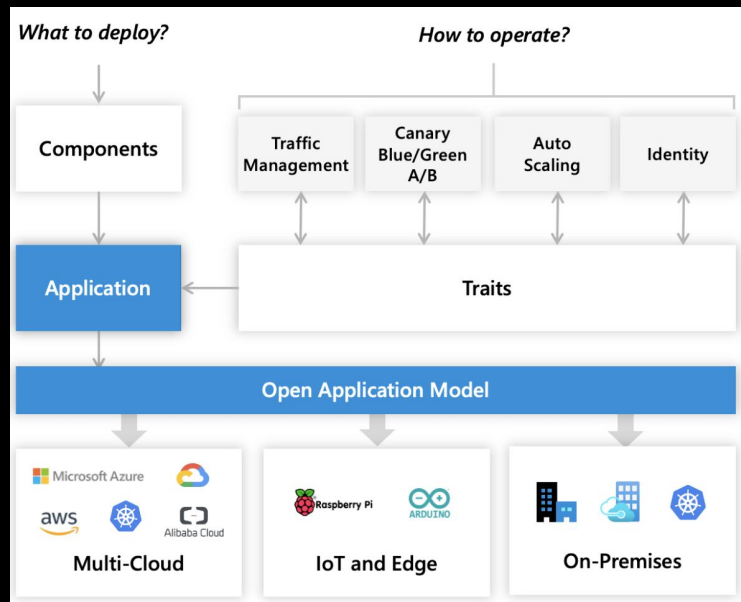 What to deploy?
How to operate?
Components
Traffic
Management
Canary
Blue/Green
A/B
Auto
Scaling
Identity
Application
Traits
Open Application Model
Microsoft Azure
aws
Alibaba Cloud
Multi-Cloud
Raspberry Pi
ARDUINO
IoT and Edge
On-Premises